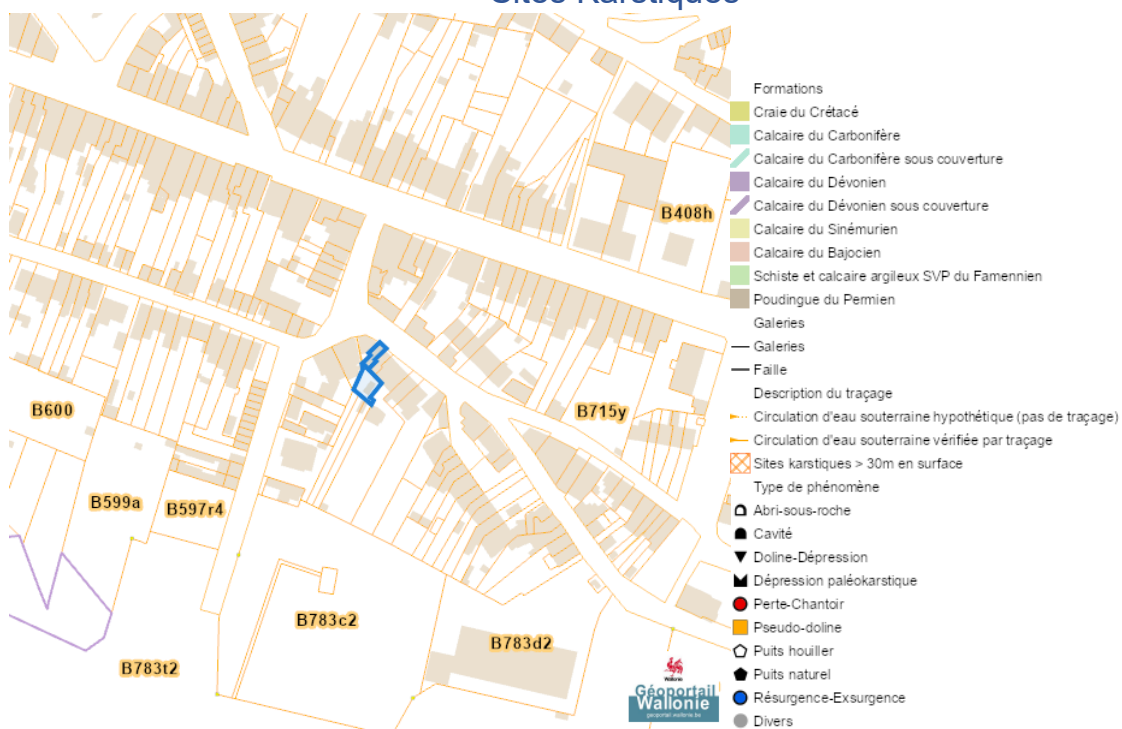 Sites Karstiques
B408h
B715y
B600
B599a
B597r4
B783c2
B783d2
B783t2
Wallonie
Géoportail
Wallonie
geoportail.wallonie.be
Formations
Craie du Crétacé
Calcaire du Carbonifère
Calcaire du Carbonifère sous couverture
Calcaire du Dévonien
Calcaire du Dévonien sous couverture
Calcaire du Sinémurien
Calcaire du Bajocien
Schiste et calcaire argileux SVP du Famennien
Poudingue du Permien
Galeries
Galeries
Faille
Description du traçage
Circulation d'eau souterraine hypothétique (pas de traçage)
Circulation d'eau souterraine vérifiée par traçage
Sites karstiques > 30m en surface
Type de phénomène
Abri-sous-roche
Cavité
Doline-Dépression
Dépression paléokarstique
Perte-Chantoir
Pseudo-doline
Puits houiller
Puits naturel
Résurgence-Exsurgence
Divers